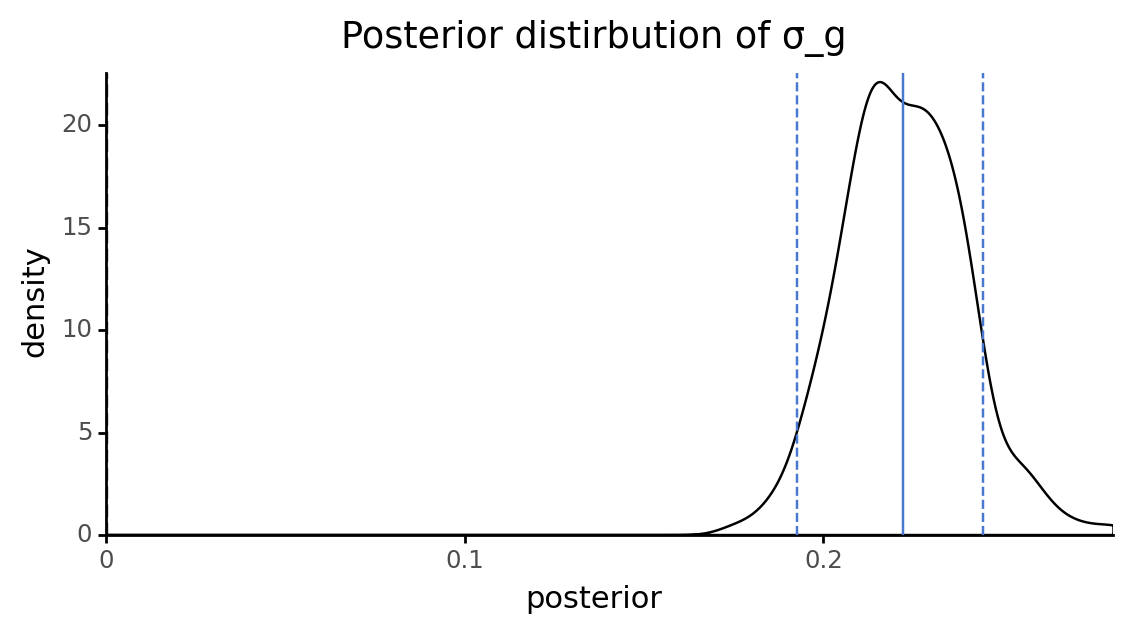 Posterior distirbution of σ_g
20
15
10
5
0
density
0
0.1
0.2
posterior